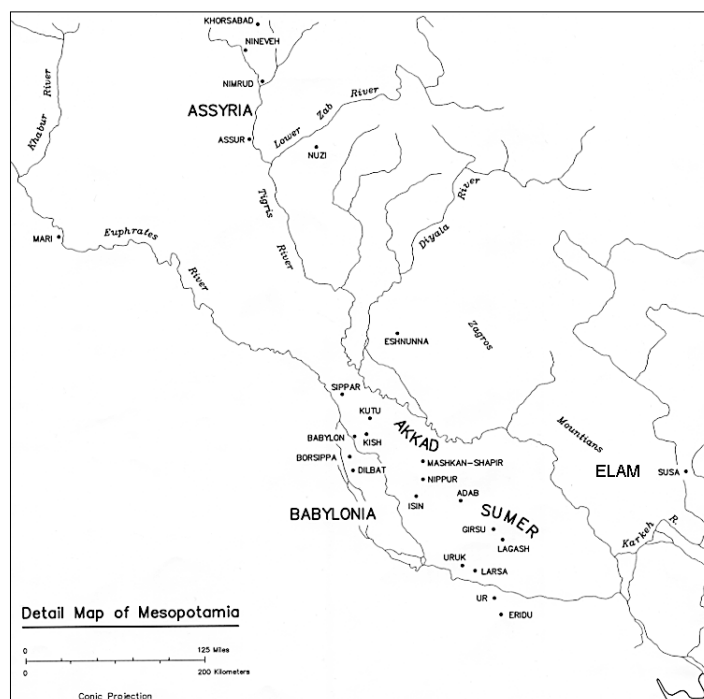 KHORSABAD
NINEVEH
NIMRUD
ASSYRIA
Khabur River
Lower Zab River
ASSUR
NUZI
Tigris River
Diyala River
MARI
Euphrates River
ESHNUNNA
Zagros Mountians
SIPPAR
KUTU
AKKAD
BABYLON
KISH
BORSIPPA
DILBAT
MASHKAN-SHAPIR
NIPPUR
ELAM
SUSA
ISIN
ADAB
BABYLONIA
SUMER
GIRSU
LAGASH
Karkeh R.
URUK
LARSA
UR
ERIDU
Detail Map of Mesopotamia
0 125 Miles
0 200 Kilometers
Conic Projection